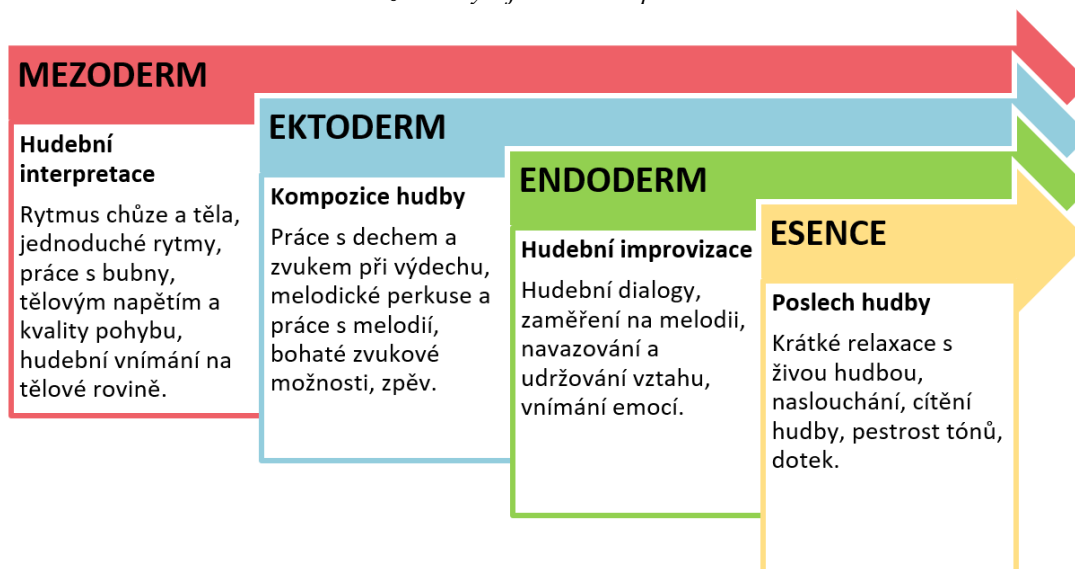 MEZODERM
Hudební
interpretace
Rytmus chůze a těla,
jednoduché rytmy,
práce s bubny,
tělovým napětím a
kvality pohybu,
hudební vnímání na
tělové rovině.
EKTODERM
Kompozice hudby
Práce s dechem a
zvukem při výdechu,
melodické perkuse a
práce s melodií,
bohaté zvukové
možnosti, zpěv.
ENDODERM
Hudební improvizace
Hudební dialogy,
zaměření na melodii,
navazování a
udržování vztahu,
vnímání emocí.
ESENCE
Poslech hudby
Krátké relaxace s
živou hudbou,
naslouchání, cítění
hudby, pestrost tónů,
dotek.